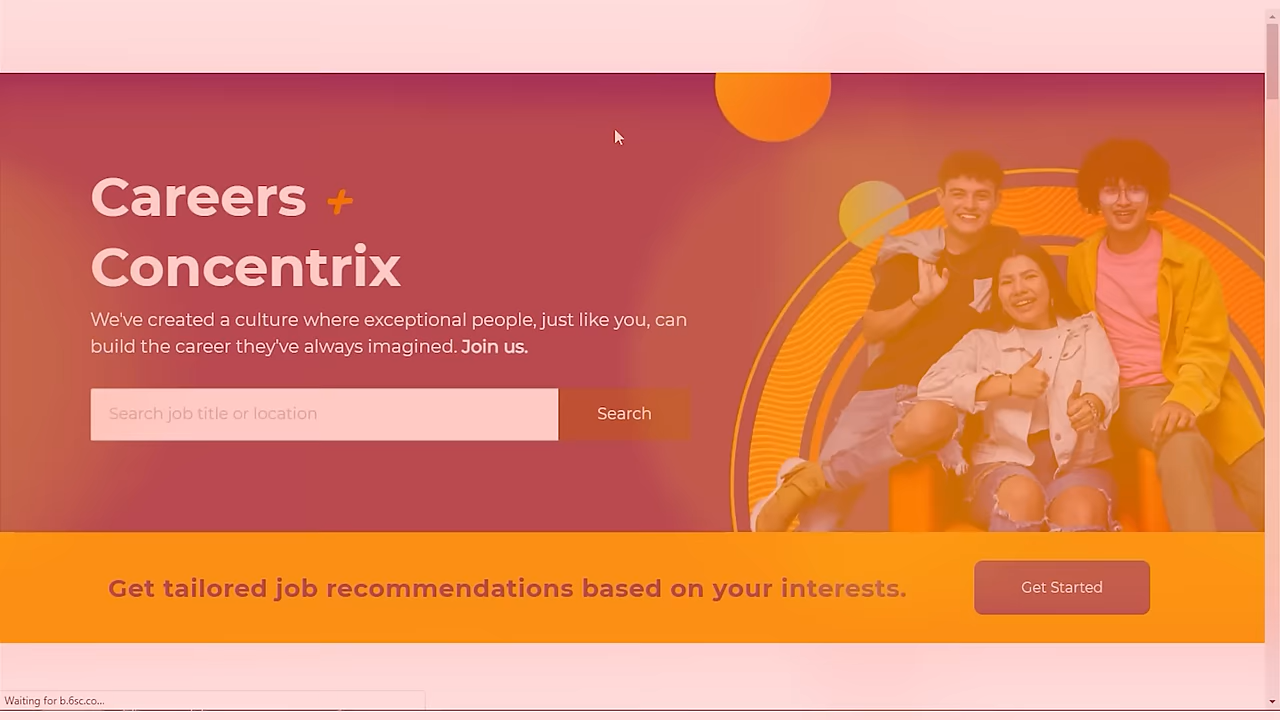 Careers +
Concentrix
We've created a culture where exceptional people, just like you, can
build the career they've always imagined. Join us.
Search job title or location
Search
Get tailored job recommendations based on your interests.
Get Started
Waiting for b.6sc.co...